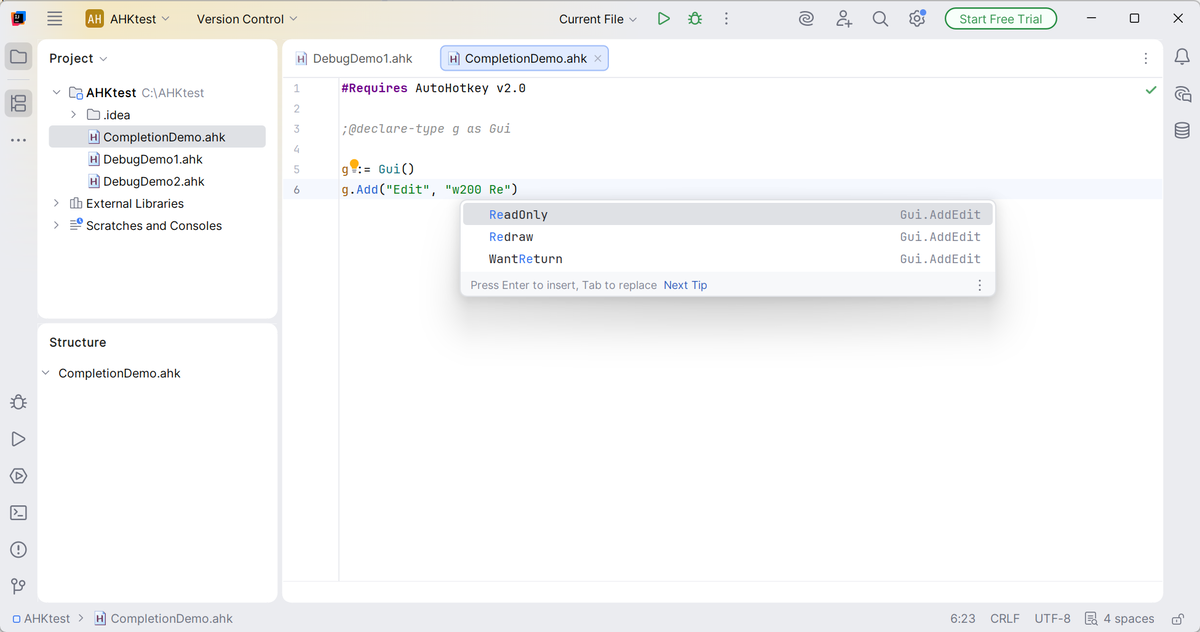 AH AHKtest Version Control Current File Start Free Trial
Project
AHKtest C:\AHKtest
.idea
CompletionDemo.ahk
DebugDemo1.ahk
DebugDemo2.ahk
External Libraries
Scratches and Consoles
Structure
CompletionDemo.ahk
DebugDemo1.ahk CompletionDemo.ahk
1 #Requires AutoHotkey v2.0
2
3 ;@declare-type g as Gui
4
5 g := Gui()
6 g.Add("Edit", "w200 Re")
ReadOnly Gui.AddEdit
Redraw Gui.AddEdit
WantReturn Gui.AddEdit
Press Enter to insert, Tab to replace Next Tip
AHKtest CompletionDemo.ahk 6:23 CRLF UTF-8 4 spaces